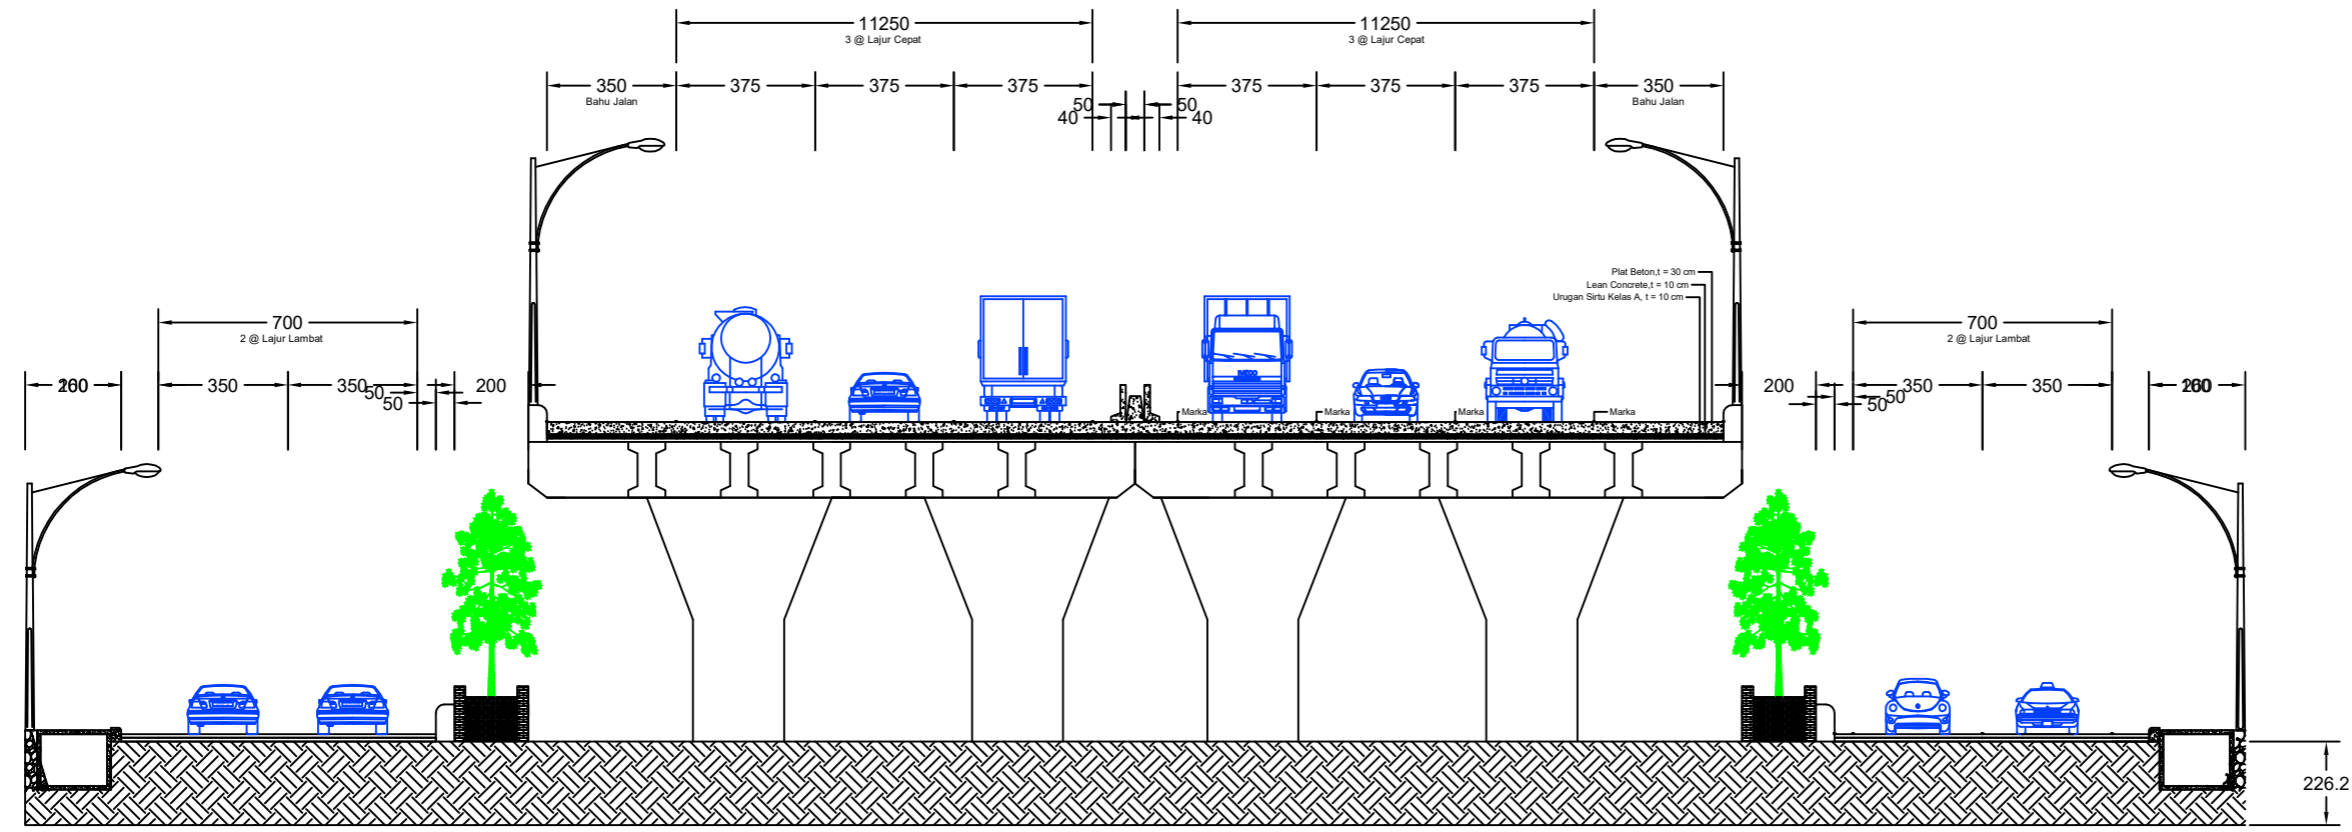 11250
3 @ Lajur Cepat
11250
3 @ Lajur Cepat
350
Bahu Jalan
375
375
375
50
40
50
40
375
375
375
350
Bahu Jalan
Plat Beton,t = 30 cm
Lean Concrete,t = 10 cm
Urugan Sirtu Kelas A, t = 10 cm
700
2 @ Lajur Lambat
700
2 @ Lajur Lambat
350
350
50
50
200
200
50
50
350
350
Marka
Marka
Marka
Marka
IVECO
226.2